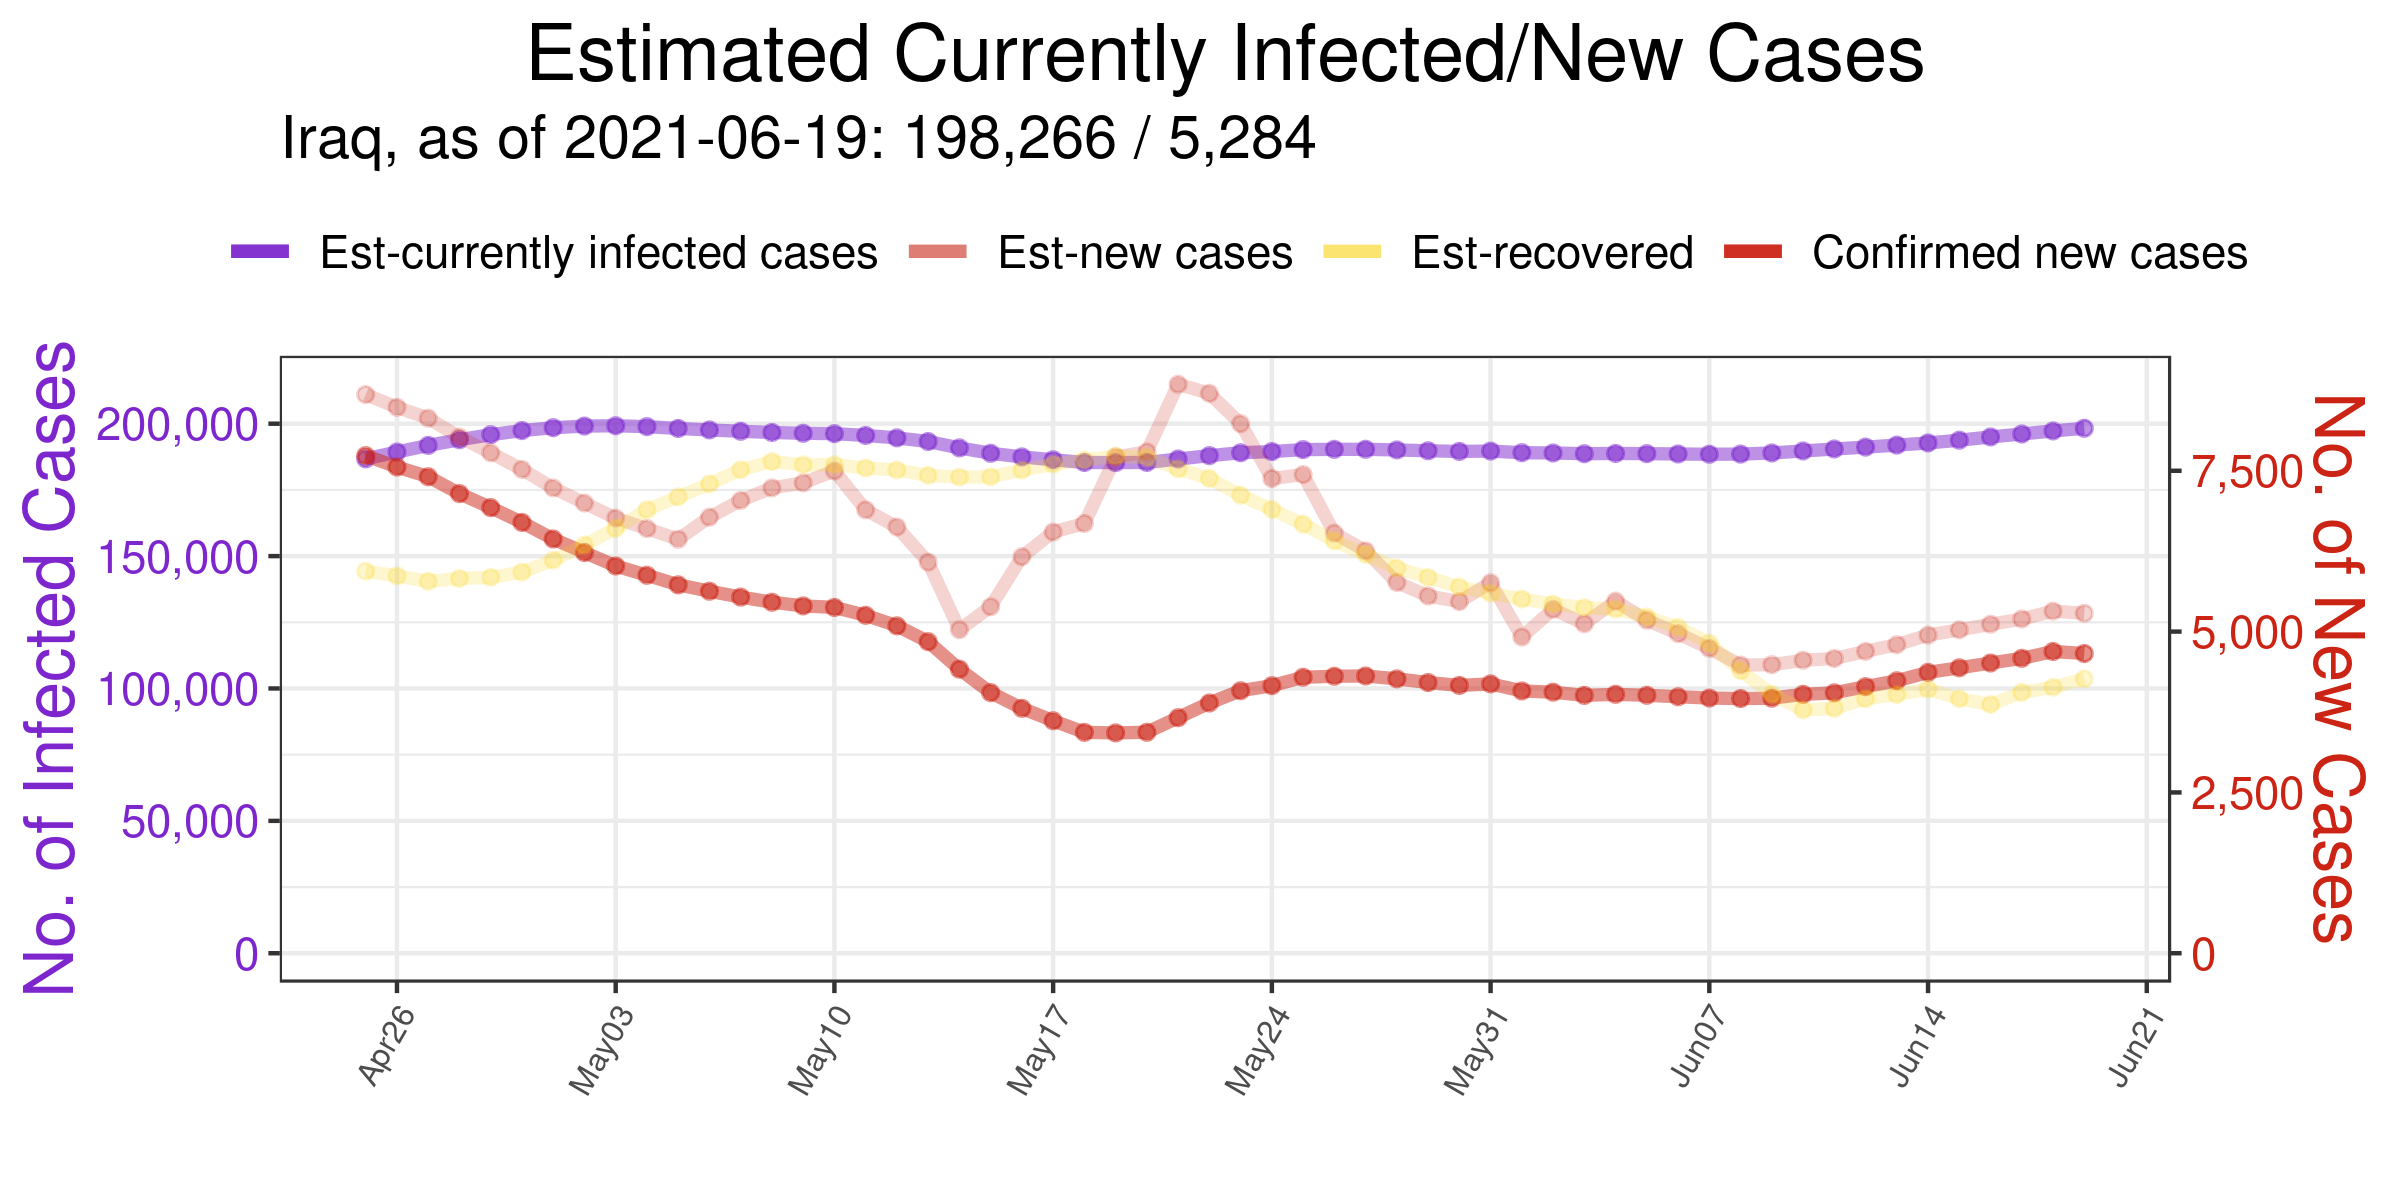 Estimated Currently Infected/New Cases
Iraq, as of 2021-06-19: 198,266 / 5,284
Est-currently infected cases Est-new cases Est-recovered Confirmed new cases
No. of Infected Cases
200,000
150,000
100,000
50,000
0
7,500
5,000
2,500
0
No. of New Cases
Apr26 May03 May10 May17 May24 May31 Jun07 Jun14 Jun21